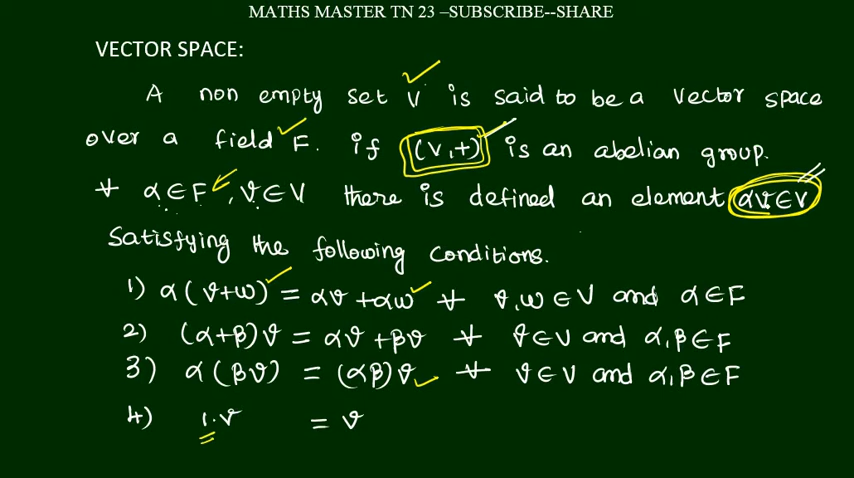 MATHS MASTER TN 23 –SUBSCRIBE--SHARE
VECTOR SPACE:
A non empty set V is said to be a vector space
over a field F. if (V,+) is an abelian group.
∀ α∈F, v∈V there is defined an element αv∈V
Satisfying the following conditions.
1) α(v+w) = αv+αw ∀ v,w∈V and α∈F
2) (α+β)v = αv+βv ∀ v∈V and α,β∈F
3) α(βv) = (αβ)v ∀ v∈V and α,β∈F
4) 1.v = v